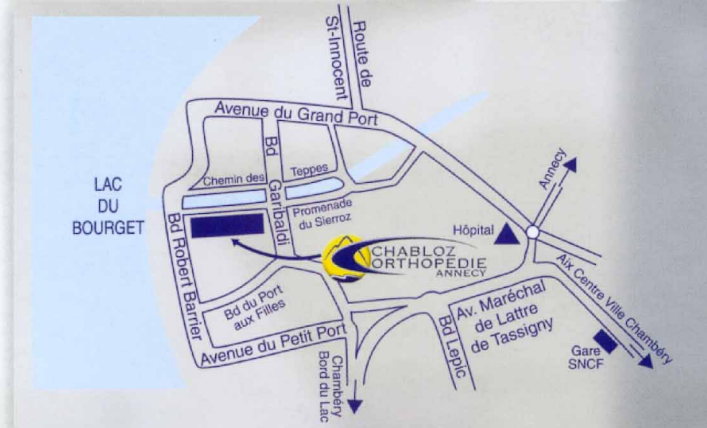 Route de
St-Innocent
Avenue du Grand Port
Bd
Garibaldi
Chemin des
Teppes
Promenade
du Sierroz
LAC
DU
BOURGET
Bd Robert Barrier
Hôpital
Annecy
CHABLOZ
ORTHOPEDIE
ANNECY
Bd du Port
aux Filles
Avenue du Petit Port
Chambéry
Bord du Lac
Bd Lepic
Av. Maréchal
de Lattre
de Tassigny
Aix Centre Ville Chambéry
Gare
SNCF